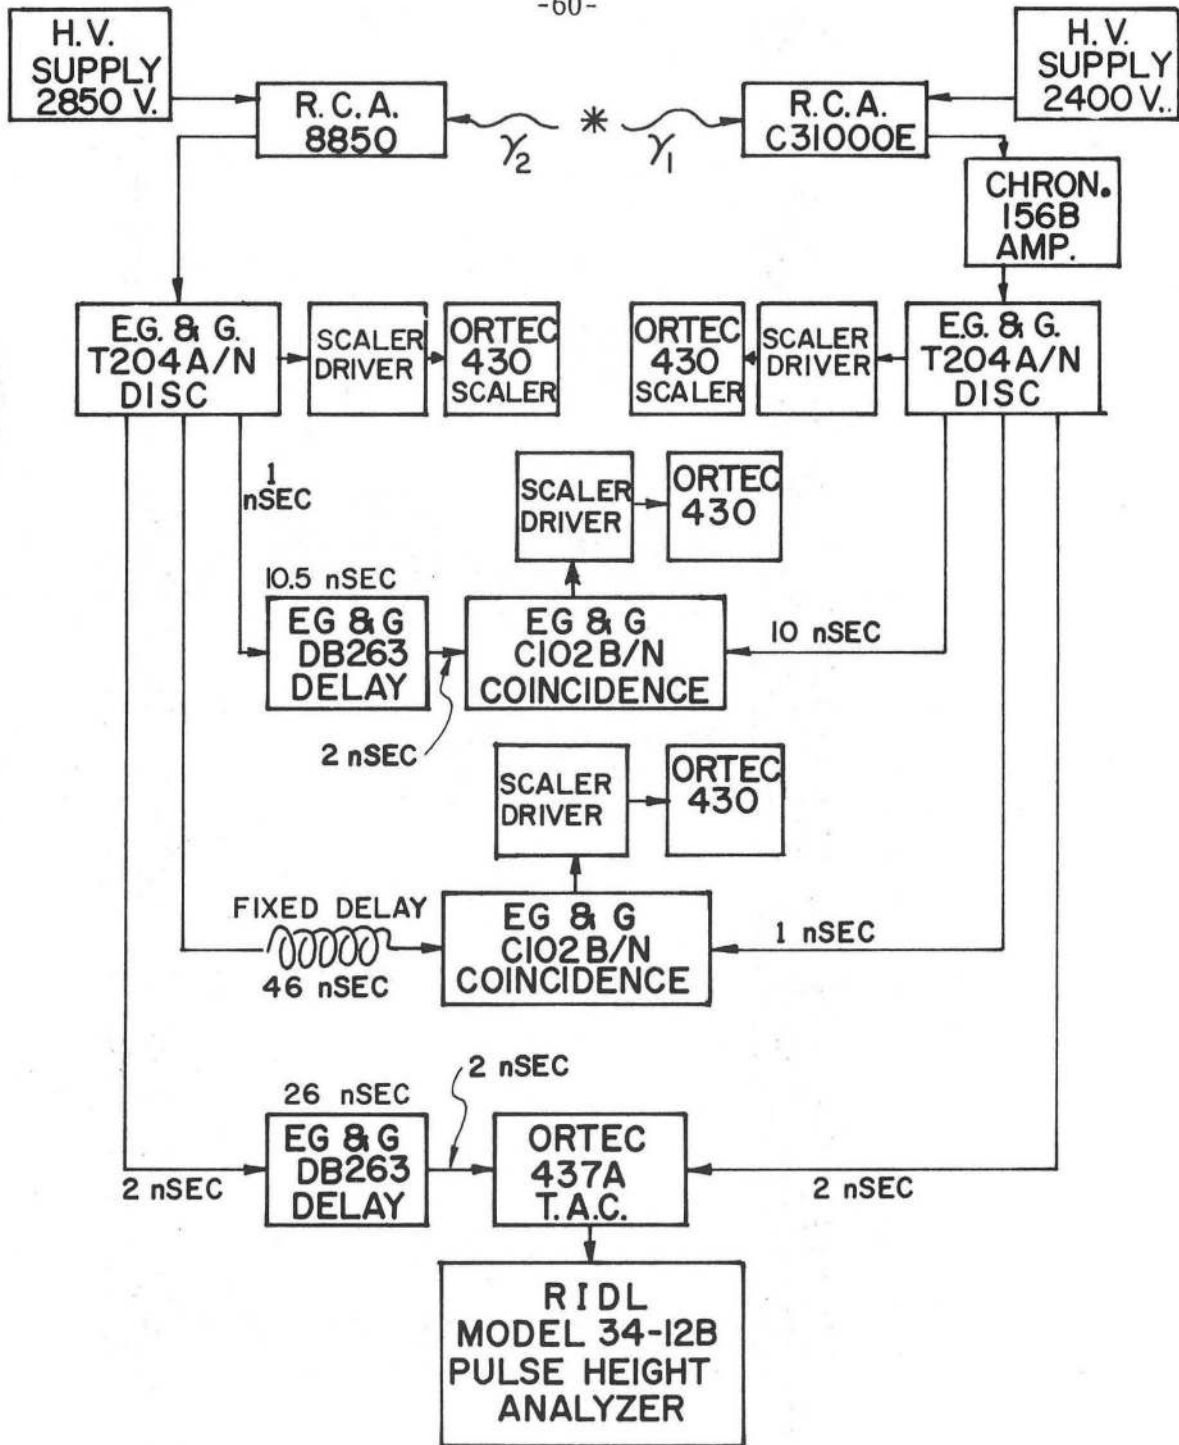 -60-
H.V.
SUPPLY
2850 V.
H.V.
SUPPLY
2400 V..
R.C.A.
8850
γ2
*
γ1
R.C.A.
C31000E
CHRON.
156B
AMP.
E.G. & G.
T204A/N
DISC
SCALER
DRIVER
ORTEC
430
SCALER
ORTEC
430
SCALER
SCALER
DRIVER
E.G. & G.
T204A/N
DISC
1
nSEC
SCALER
DRIVER
ORTEC
430
10.5 nSEC
EG & G
DB263
DELAY
2 nSEC
EG & G
C102B/N
COINCIDENCE
10 nSEC
SCALER
DRIVER
ORTEC
430
FIXED DELAY
46 nSEC
EG & G
C102B/N
COINCIDENCE
1 nSEC
2 nSEC
26 nSEC
EG & G
DB263
DELAY
2 nSEC
ORTEC
437A
T.A.C.
2 nSEC
RIDL
MODEL 34-12B
PULSE HEIGHT
ANALYZER